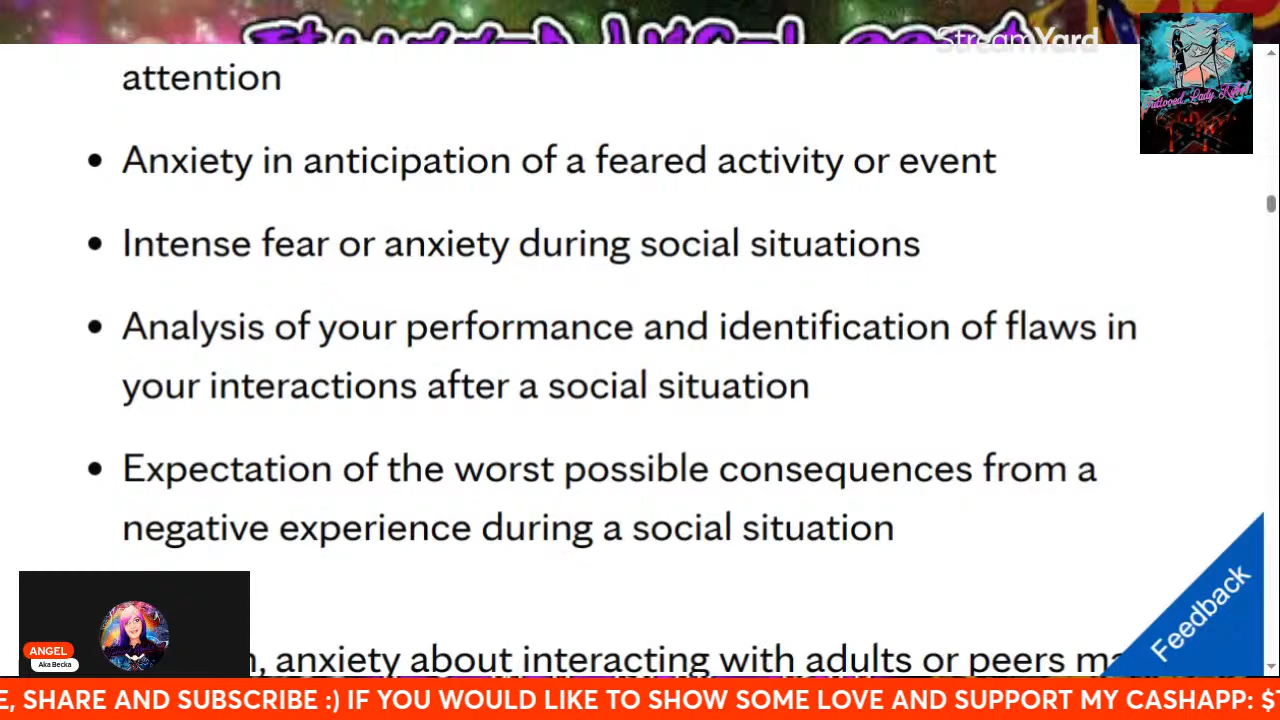 StreamYard
attention
• Anxiety in anticipation of a feared activity or event
• Intense fear or anxiety during social situations
• Analysis of your performance and identification of flaws in
your interactions after a social situation
• Expectation of the worst possible consequences from a
negative experience during a social situation
Feedback
ANGEL
Aka Becka
anxiety about interacting with adults or peers
E, SHARE AND SUBSCRIBE :) IF YOU WOULD LIKE TO SHOW SOME LOVE AND SUPPORT MY CASHAPP: $